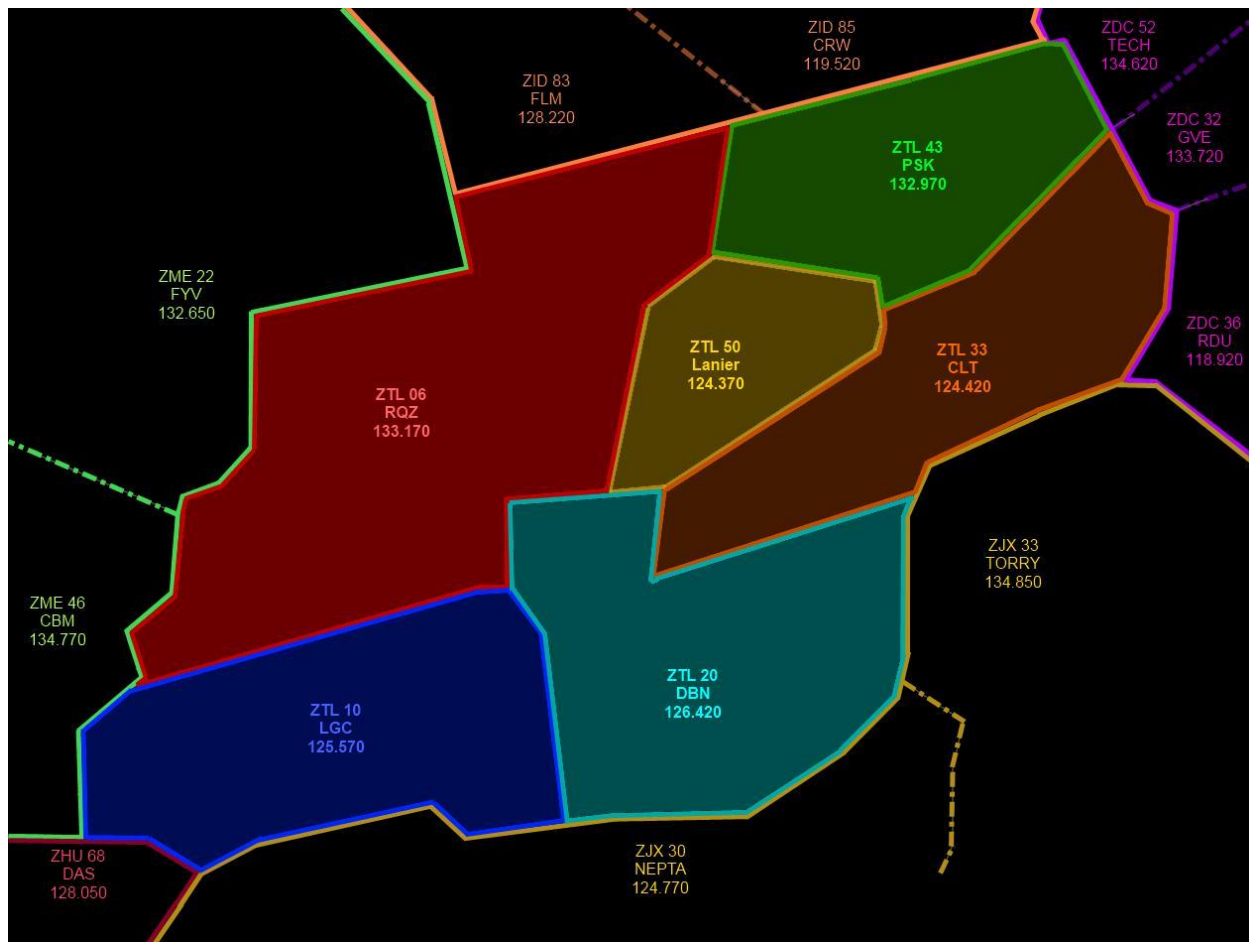 ZID 85
CRW
119.520
ZDC 52
TECH
134.620
ZID 83
FLM
128.220
ZDC 32
GVE
133.720
ZTL 43
PSK
132.970
ZME 22
FYV
132.650
ZDC 36
RDU
118.920
ZTL 50
Lanier
124.370
ZTL 33
CLT
124.420
ZTL 06
RQZ
133.170
ZJX 33
TORRY
134.850
ZME 46
CBM
134.770
ZTL 20
DBN
126.420
ZTL 10
LGC
125.570
ZHU 68
DAS
128.050
ZJX 30
NEPTA
124.770